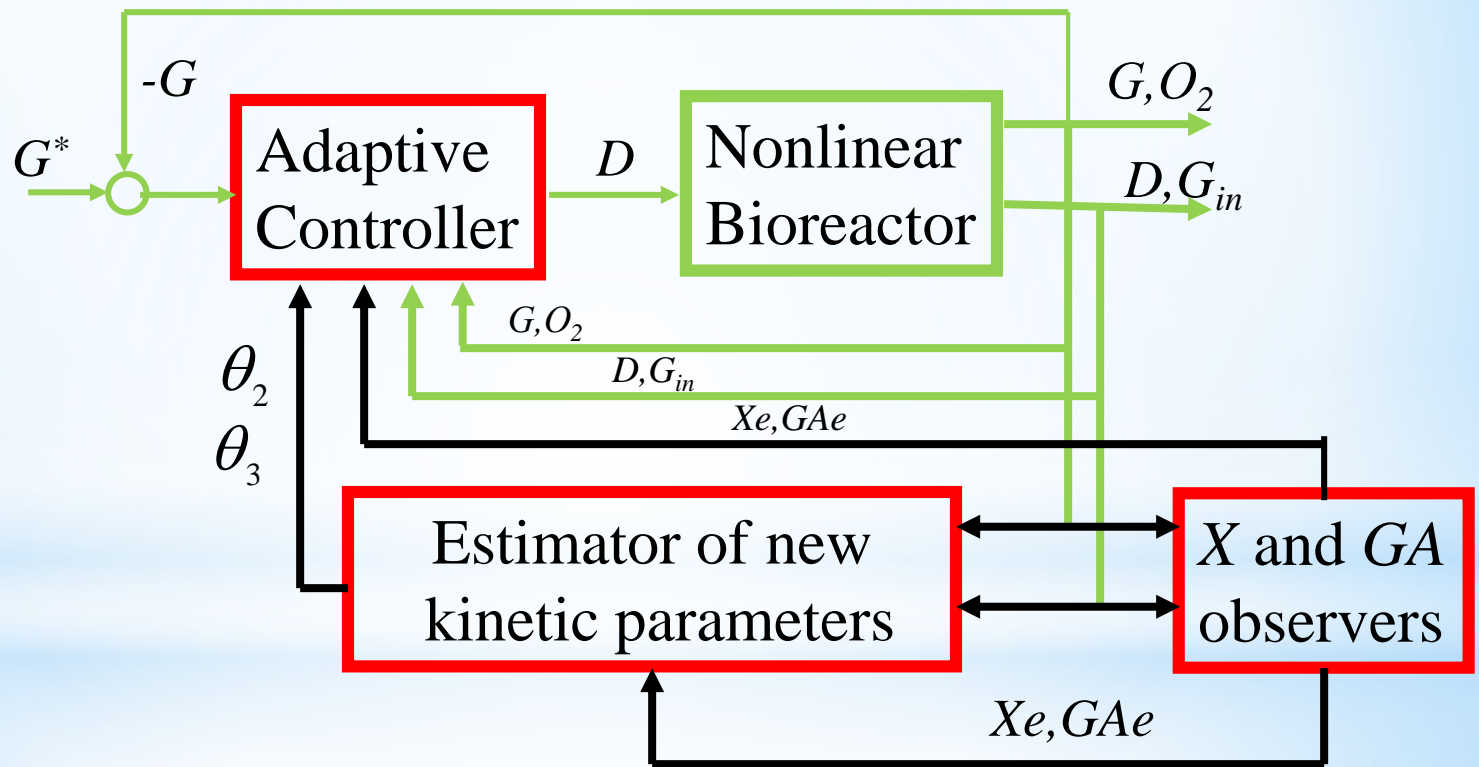 -G
G*
Adaptive
Controller
D
Nonlinear
Bioreactor
G,O₂
D,Gᵢₙ
G,O₂
D,Gᵢₙ
Xe,GAe
θ₂
θ₃
Estimator of new
kinetic parameters
X and GA
observers
Xe,GAe